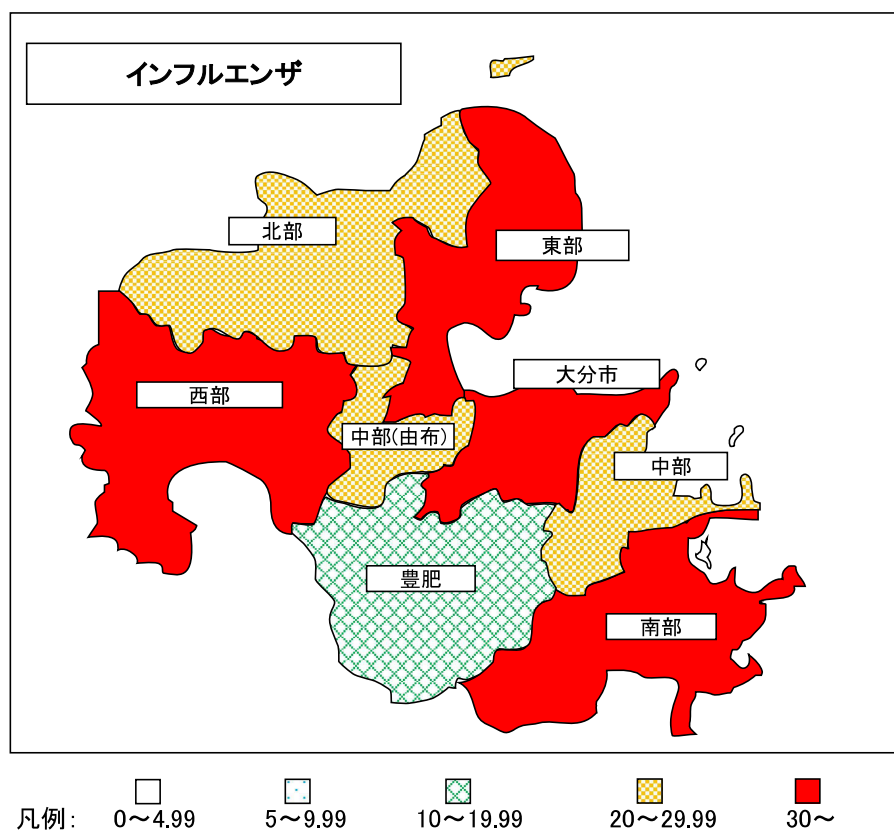 インフルエンザ
北部
東部
大分市
西部
中部(由布)
中部
豊肥
南部
凡例: 0～4.99 5～9.99 10～19.99 20～29.99 30～